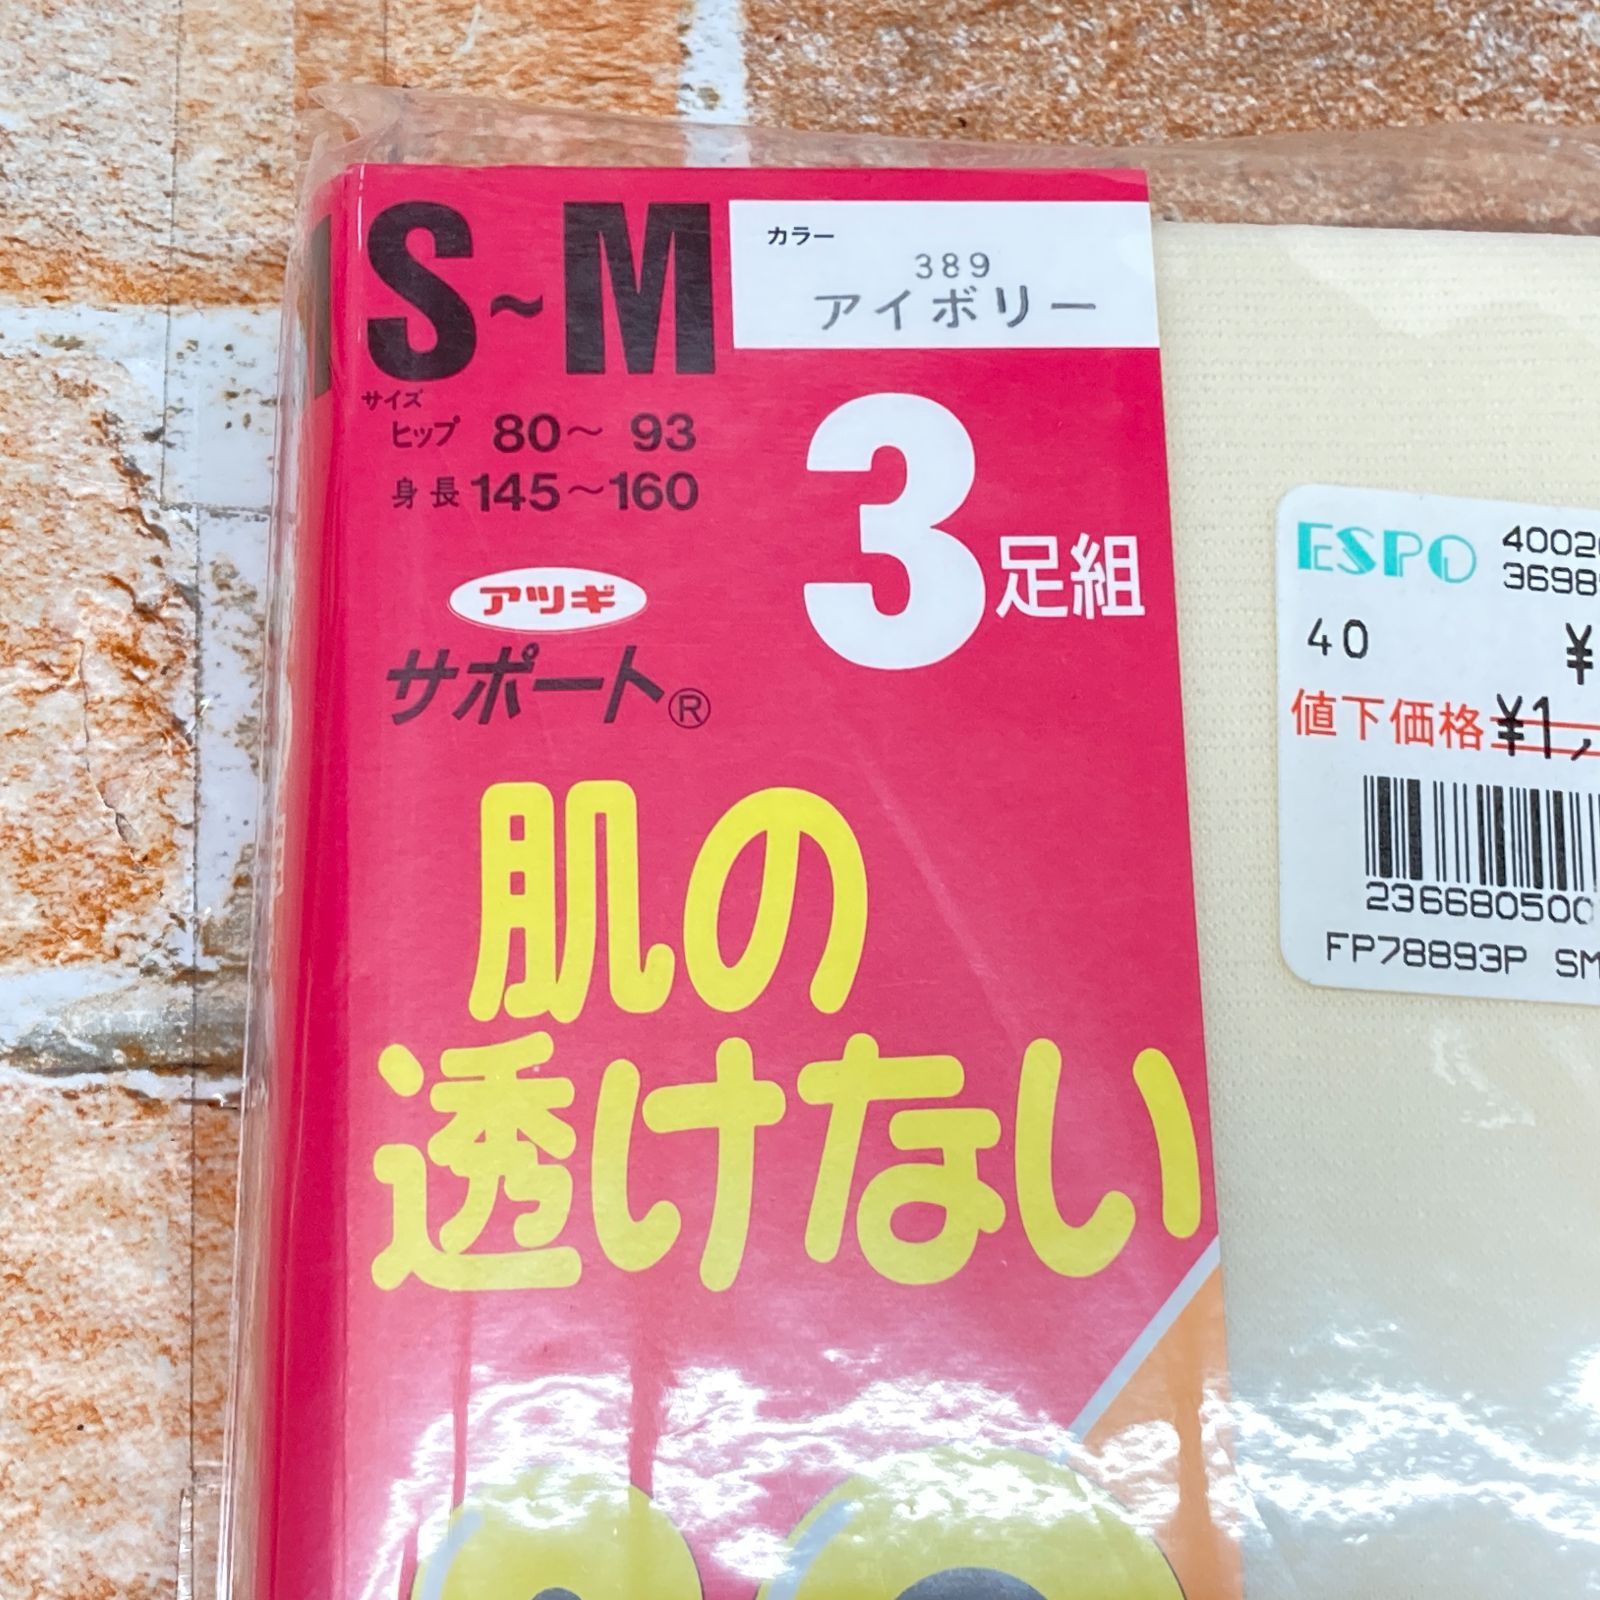 S~M
カラー
389
アイボリー
サイズ
ヒップ 80~ 93
身長 145~160
3足組
アツギ
サポート®
肌の
透けない
ESPO
40
¥
値下価格 ¥1,
FP78893P SM